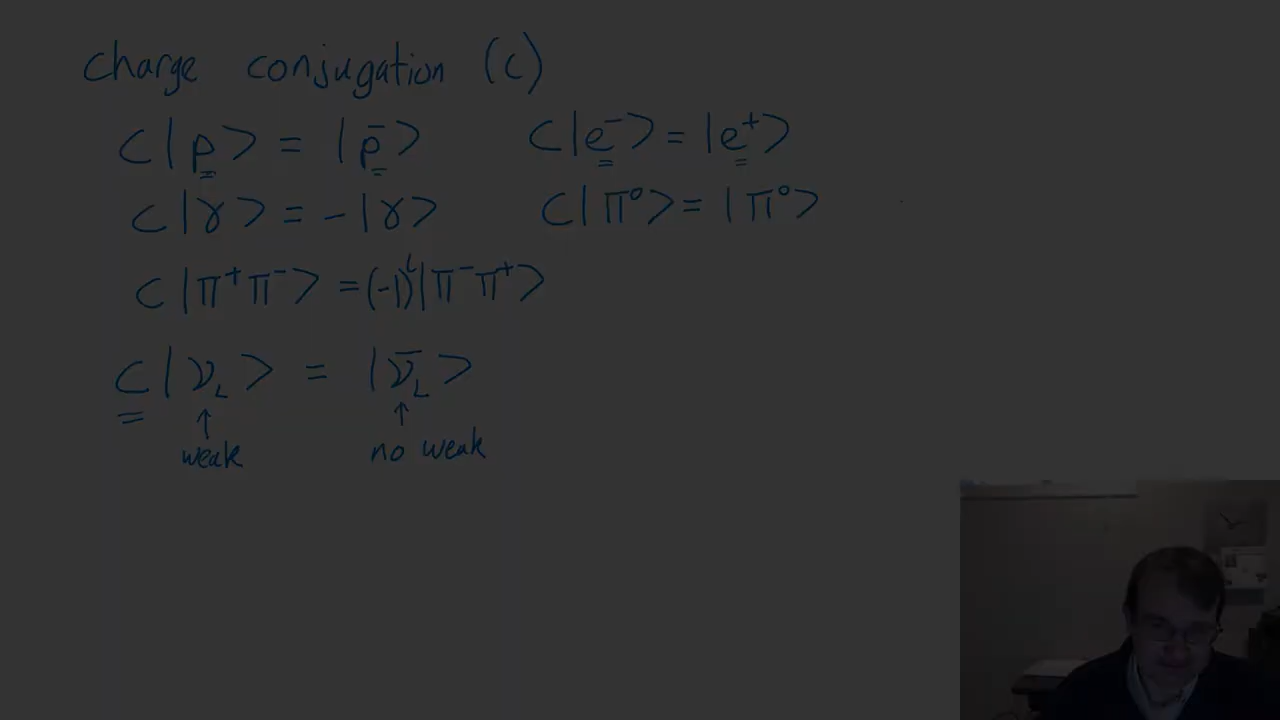 charge conjugation (C)
C|p> = |p̄>  C|e⁻> = |e⁺>
C|γ> = -|γ>  C|π⁰> = |π⁰>
C|π⁺π⁻> = (-1)ᴸ|π⁻π⁺>
C|ν_L> = |ν̄_L>
↑ ↑
weak no weak